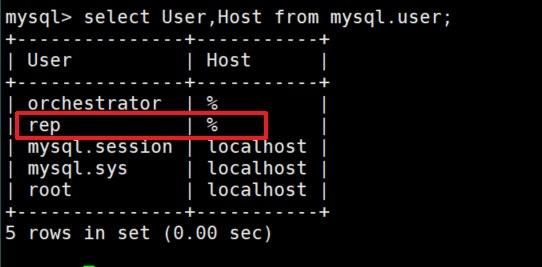 mysql> select User,Host from mysql.user;
+---------------+-----------+
| User          | Host      |
+---------------+-----------+
| orchestrator  | %         |
| rep           | %         |
| mysql.session | localhost |
| mysql.sys     | localhost |
| root          | localhost |
+---------------+-----------+
5 rows in set (0.00 sec)